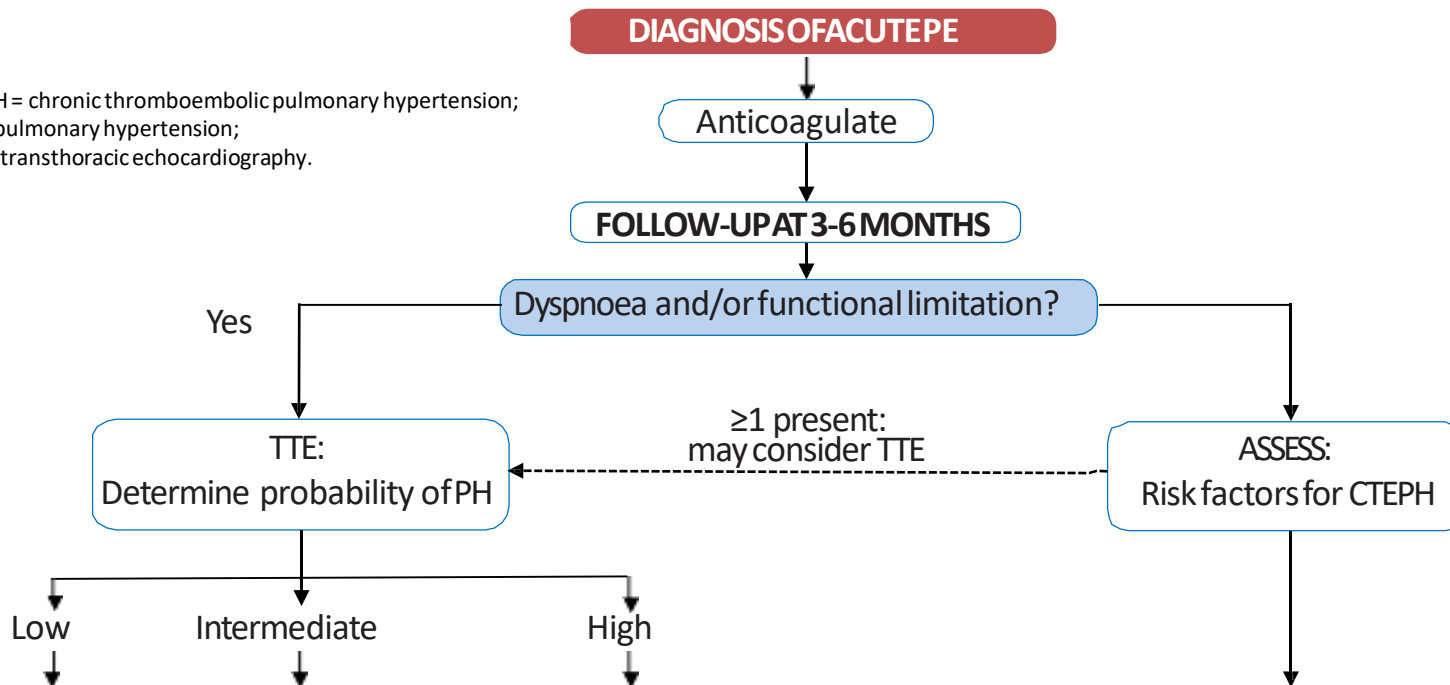 DIAGNOSIS OF ACUTE PE
H = chronic thromboembolic pulmonary hypertension;
pulmonary hypertension;
transthoracic echocardiography.
Anticoagulate
FOLLOW-UP AT 3-6 MONTHS
Dyspnoea and/or functional limitation?
Yes
≥1 present:
may consider TTE
TTE:
Determine probability of PH
ASSESS:
Risk factors for CTEPH
Low
Intermediate
High